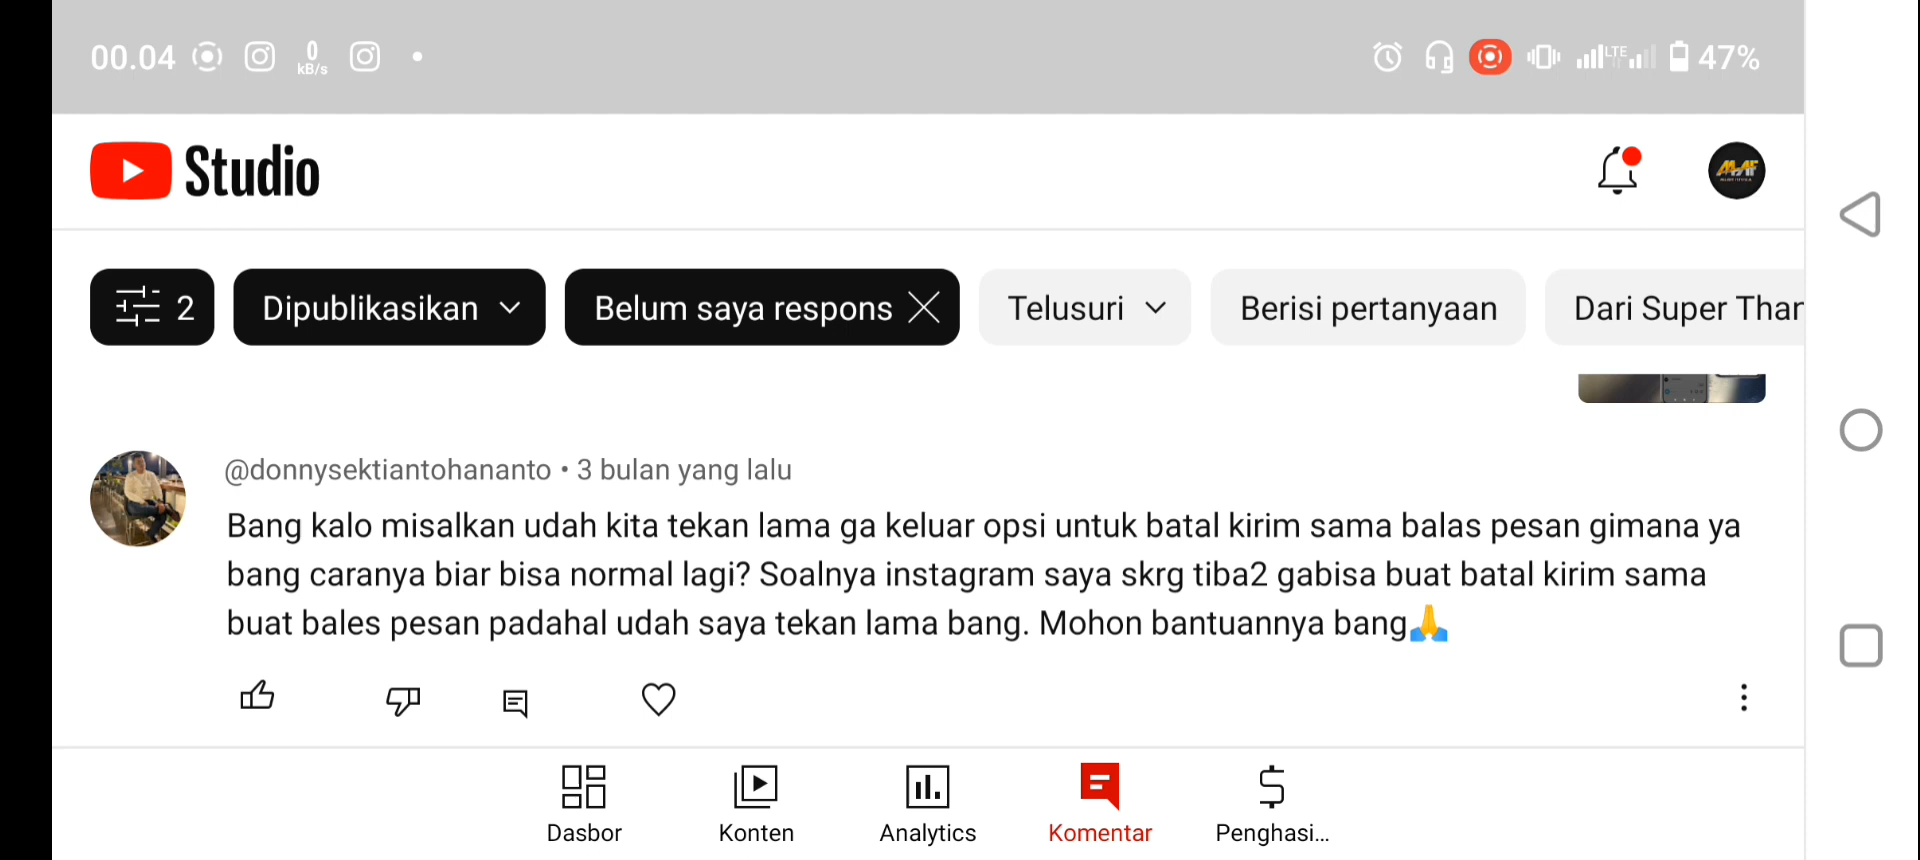 00.04 0 kB/s LTE 47%
Studio
2 Dipublikasikan Belum saya respons Telusuri Berisi pertanyaan Dari Super Than
@donnysektiantohananto • 3 bulan yang lalu
Bang kalo misalkan udah kita tekan lama ga keluar opsi untuk batal kirim sama balas pesan gimana ya
bang caranya biar bisa normal lagi? Soalnya instagram saya skrg tiba2 gabisa buat batal kirim sama
buat bales pesan padahal udah saya tekan lama bang. Mohon bantuannya bang🙏
Dasbor Konten Analytics Komentar Penghasi...